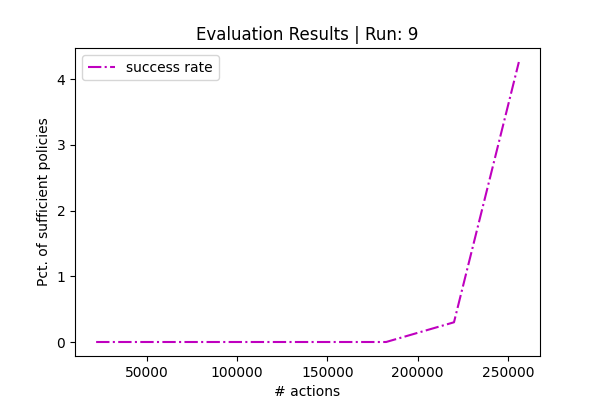 Evaluation Results | Run: 9
success rate
Pct. of sufficient policies
4
3
2
1
0
50000 100000 150000 200000 250000
# actions